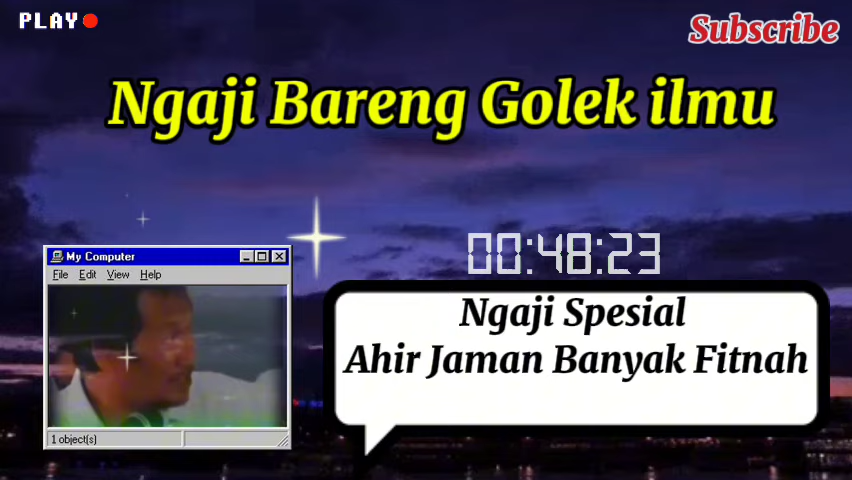 PLAY
Subscribe
Ngaji Bareng Golek ilmu
00:48:23
My Computer
File Edit View Help
Ngaji Spesial
Ahir Jaman Banyak Fitnah
1 object(s)